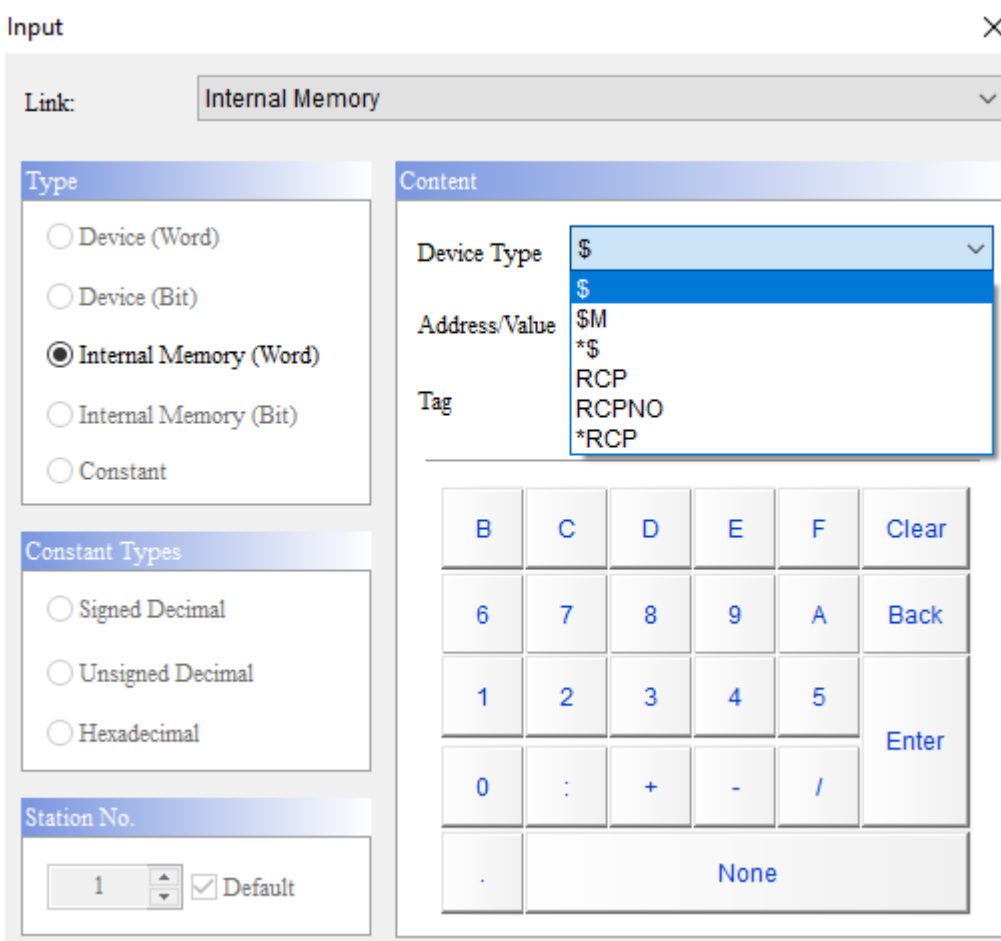 Input
Link:
Internal Memory
Type
Device (Word)
Device (Bit)
Internal Memory (Word)
Internal Memory (Bit)
Constant
Constant Types
Signed Decimal
Unsigned Decimal
Hexadecimal
Station No.
1
Default
Content
Device Type
$
$
$M
*$
RCP
RCPNO
*RCP
Address/Value
Tag
B C D E F Clear
6 7 8 9 A Back
1 2 3 4 5
Enter
0 : + - /
. None